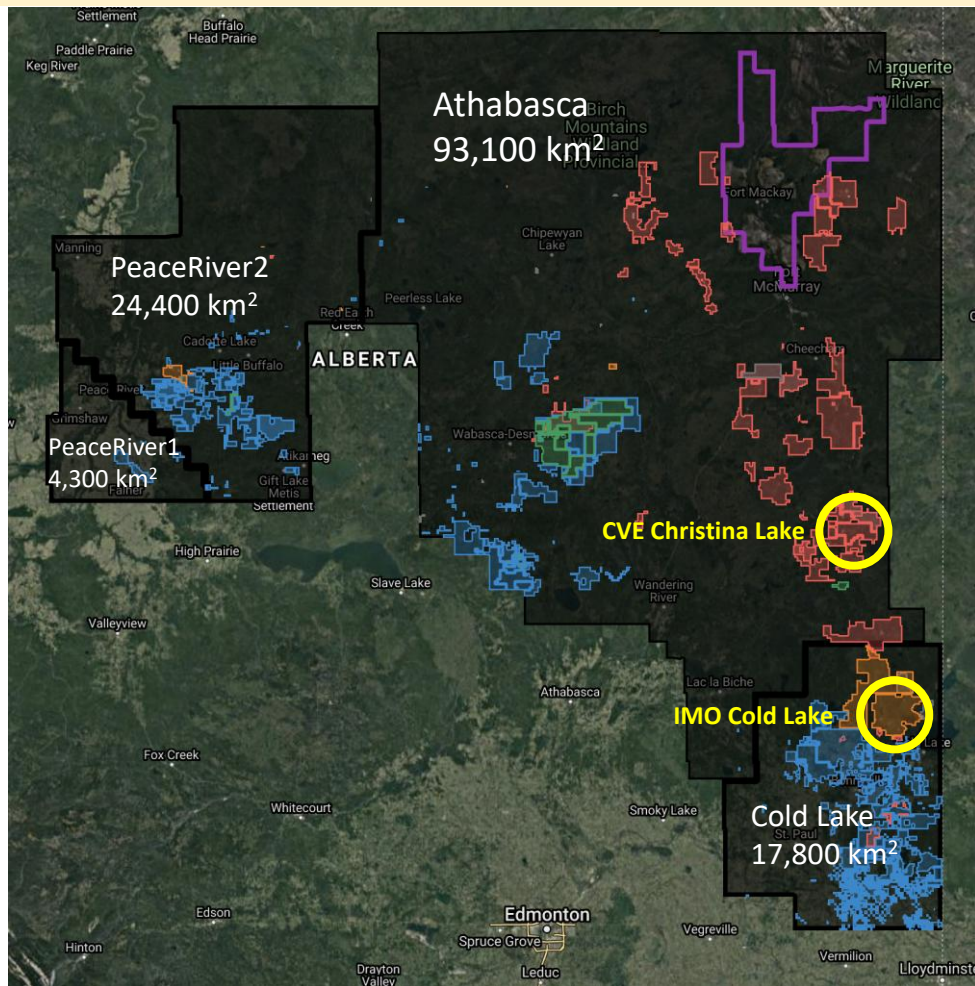 Settlement
Paddle Prairie
Keg River
Buffalo
Head Prairie
Marguerite
River
Wildland
Athabasca
93,100 km²
Birch
Mountains
Wildland
Provincial
Fort Mackay
Chipewyan
Lake
Manning
PeaceRiver2
24,400 km²
Fort
McMurray
Peerless Lake
Red Earth
Creek
Cadotte Lake
Little Buffalo
ALBERTA
Cheecham
Peace River
Grimshaw
PeaceRiver1
4,300 km²
Falher
Wabasca-Desmarais
Atikameg
Gift Lake
Metis
Settlement
CVE Christina Lake
High Prairie
Slave Lake
Wandering
River
Valleyview
Lac la Biche
Athabasca
IMO Cold Lake
Lake
Fox Creek
Whitecourt
Smoky Lake
Cold Lake
17,800 km²
St. Paul
Edson
Edmonton
Spruce Grove
Vegreville
Hinton
Drayton
Valley
Leduc
Vermilion
Lloydminst